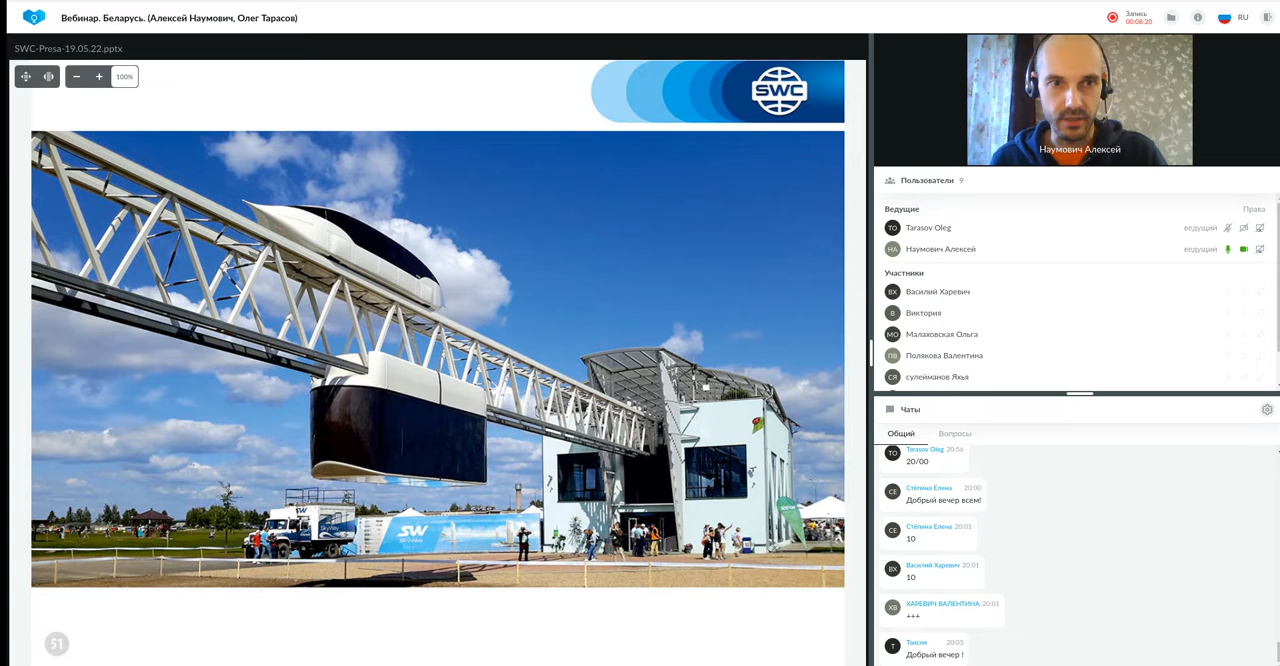 Вебинар. Беларусь. (Алексей Наумович, Олег Тарасов)
Запись
00:08:20
RU
SWC-Presa-19.05.22.pptx
100%
SWC
SW
SkyWay
SW
51
Наумович Алексей
Пользователи 9
Ведущие
Права
TO Tarasov Oleg ведущий
НА Наумович Алексей ведущий
Участники
ВХ Василий Харевич
В Виктория
МО Малаховская Ольга
ПВ Полякова Валентина
СЯ сулейманов Яхья
Чаты
Общий Вопросы
TO Tarasov Oleg 20:56
20/00
СЕ Стёпина Елена 20:00
Добрый вечер всем!
СЕ Стёпина Елена 20:01
10
ВХ Василий Харевич 20:01
10
ХВ ХАРЕВИЧ ВАЛЕНТИНА 20:01
+++
Т Таисия 20:05
Добрый вечер !